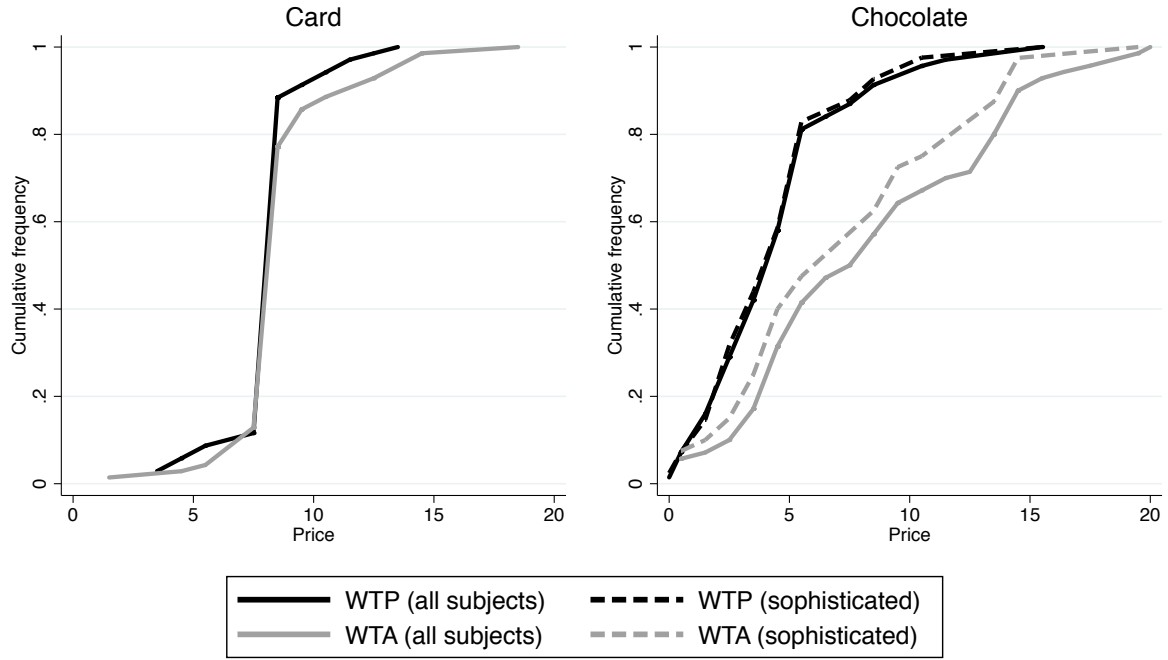 Card
Cumulative frequency
1
.8
.6
.4
.2
0
0 5 10 15 20
Price
Chocolate
Cumulative frequency
1
.8
.6
.4
.2
0
0 5 10 15 20
Price
WTP (all subjects) WTP (sophisticated)
WTA (all subjects) WTA (sophisticated)